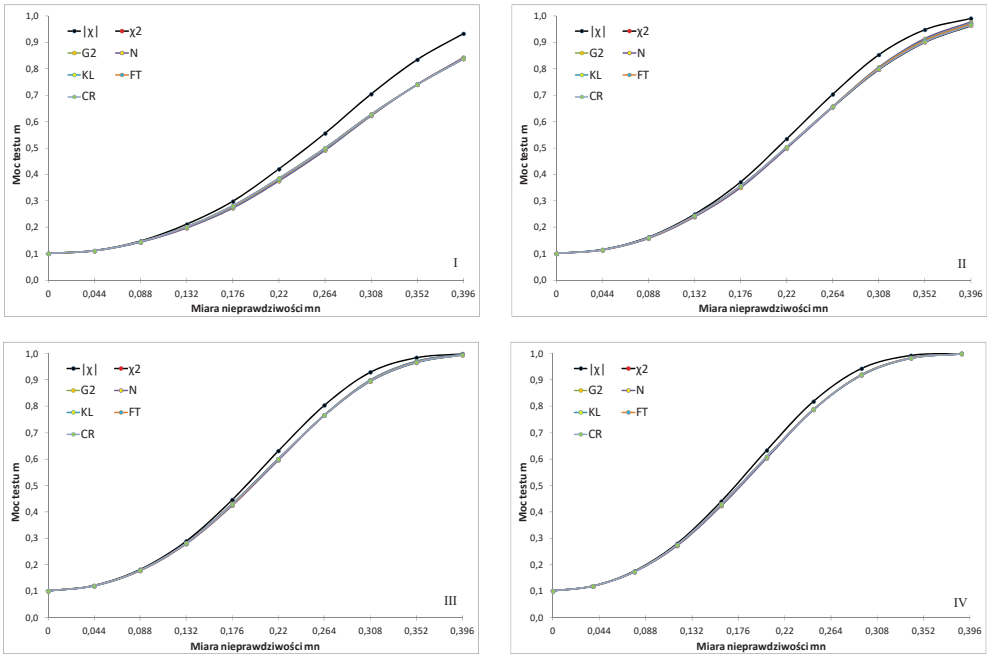 1,0
0,9
0,8
0,7
0,6
0,5
0,4
0,3
0,2
0,1
0,0
Moc testu m
|χ| χ2
G2 N
KL FT
CR
I
0 0,044 0,088 0,132 0,176 0,22 0,264 0,308 0,352 0,396
Miara nieprawdziwości mn
1,0
0,9
0,8
0,7
0,6
0,5
0,4
0,3
0,2
0,1
0,0
Moc testu m
|χ| χ2
G2 N
KL FT
CR
II
0 0,044 0,088 0,132 0,176 0,22 0,264 0,308 0,352 0,396
Miara nieprawdziwości mn
1,0
0,9
0,8
0,7
0,6
0,5
0,4
0,3
0,2
0,1
0,0
Moc testu m
|χ| χ2
G2 N
KL FT
CR
III
0 0,044 0,088 0,132 0,176 0,22 0,264 0,308 0,352 0,396
Miara nieprawdziwości mn
1,0
0,9
0,8
0,7
0,6
0,5
0,4
0,3
0,2
0,1
0,0
Moc testu m
|χ| χ2
G2 N
KL FT
CR
IV
0 0,044 0,088 0,132 0,176 0,22 0,264 0,308 0,352 0,396
Miara nieprawdziwości mn